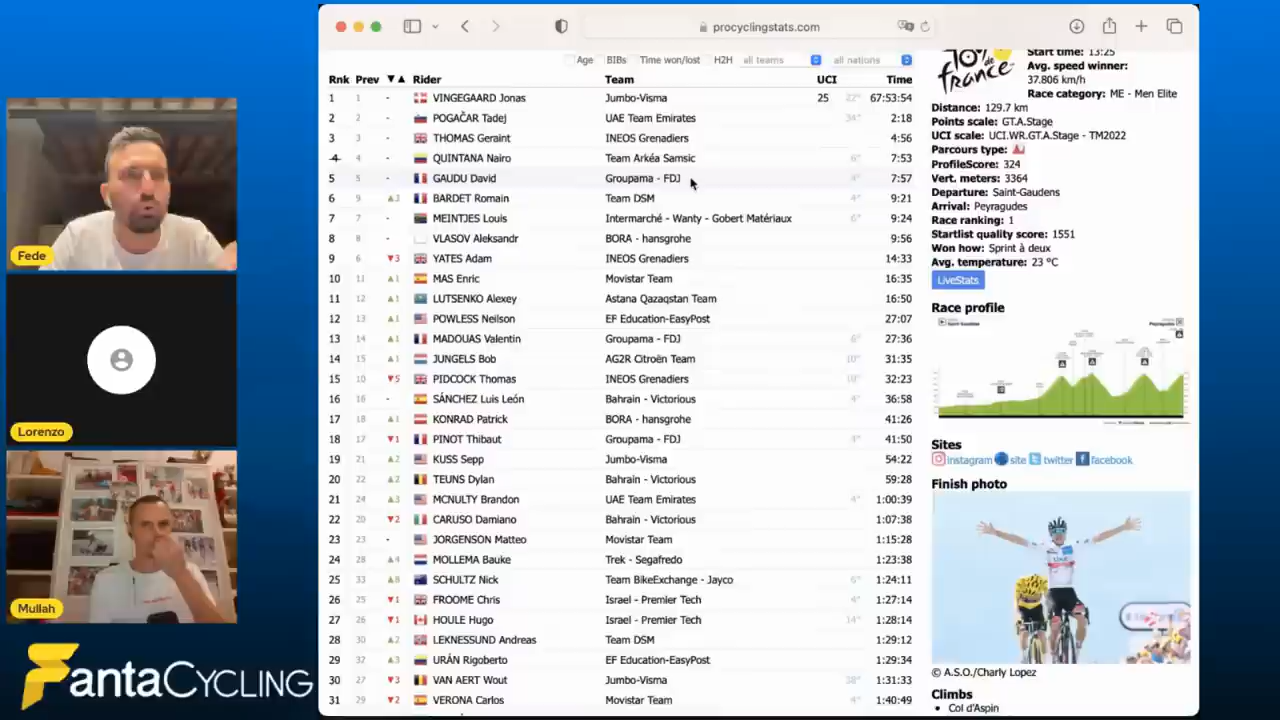 procyclingstats.com
Age BIBs Time won/lost H2H all teams all nations
Rnk Prev ▼▲ Rider Team UCI Time
1 1 - VINGEGAARD Jonas Jumbo-Visma 25 22" 67:53:54
2 2 - POGAČAR Tadej UAE Team Emirates 34" 2:18
3 3 - THOMAS Geraint INEOS Grenadiers 4:56
4 4 - QUINTANA Nairo Team Arkéa Samsic 6" 7:53
5 5 - GAUDU David Groupama - FDJ 4" 7:57
6 9 ▲3 BARDET Romain Team DSM 4" 9:21
7 7 - MEINTJES Louis Intermarché - Wanty - Gobert Matériaux 6" 9:24
8 8 - VLASOV Aleksandr BORA - hansgrohe 9:56
9 6 ▼3 YATES Adam INEOS Grenadiers 14:33
10 11 ▲1 MAS Enric Movistar Team 16:35
11 12 ▲1 LUTSENKO Alexey Astana Qazaqstan Team 16:50
12 13 ▲1 POWLESS Neilson EF Education-EasyPost 27:07
13 14 ▲1 MADOUAS Valentin Groupama - FDJ 6" 27:36
14 15 ▲1 JUNGELS Bob AG2R Citroën Team 10" 31:35
15 10 ▼5 PIDCOCK Thomas INEOS Grenadiers 32:23
16 16 - SÁNCHEZ Luis León Bahrain - Victorious 36:58
17 18 ▲1 KONRAD Patrick BORA - hansgrohe 41:26
18 17 ▼1 PINOT Thibaut Groupama - FDJ 4" 41:50
19 21 ▲2 KUSS Sepp Jumbo-Visma 54:22
20 22 ▲2 TEUNS Dylan Bahrain - Victorious 59:28
21 24 ▲3 MCNULTY Brandon UAE Team Emirates 4" 1:00:39
22 20 ▼2 CARUSO Damiano Bahrain - Victorious 1:07:38
23 23 - JORGENSON Matteo Movistar Team 1:15:28
24 28 ▲4 MOLLEMA Bauke Trek - Segafredo 1:23:38
25 33 ▲8 SCHULTZ Nick Team BikeExchange - Jayco 6" 1:24:11
26 25 ▼1 FROOME Chris Israel - Premier Tech 4" 1:27:14
27 26 ▼1 HOULE Hugo Israel - Premier Tech 14" 1:28:14
28 30 ▲2 LEKNESSUND Andreas Team DSM 1:29:12
29 32 ▲3 URÁN Rigoberto EF Education-EasyPost 1:29:34
30 27 ▼3 VAN AERT Wout Jumbo-Visma 38" 1:31:33
31 29 ▼2 VERONA Carlos Movistar Team 4" 1:40:49
le Tour de france
Start time: 13:25
Avg. speed winner:
37.806 km/h
Race category: ME - Men Elite
Distance: 129.7 km
Points scale: GT.A.Stage
UCI scale: UCI.WR.GT.A.Stage - TM2022
Parcours type:
ProfileScore: 324
Vert. meters: 3364
Departure: Saint-Gaudens
Arrival: Peyragudes
Race ranking: 1
Startlist quality score: 1551
Won how: Sprint à deux
Avg. temperature: 23 °C
LiveStats
Race profile
Sites
instagram site twitter facebook
Finish photo
© A.S.O./Charly Lopez
Climbs
• Col d'Aspin
Fede
Lorenzo
Mullah
FantaCYCLING